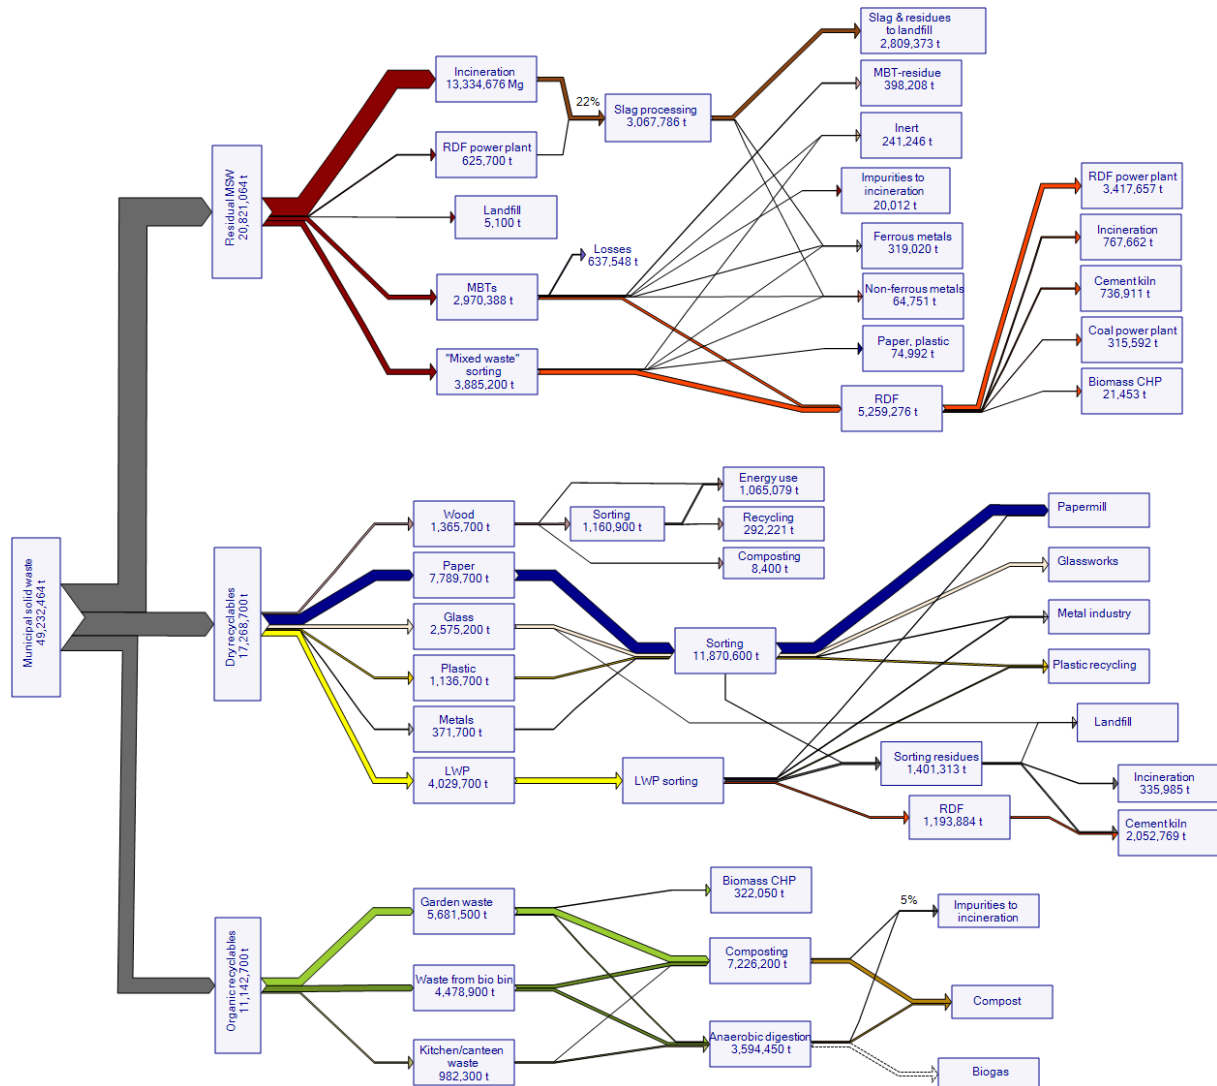 Municipal solid waste
49,232,464 t
Residual MSW
20,821,064 t
Incineration
13,334,676 Mg
RDF power plant
625,700 t
Landfill
5,100 t
MBTs
2,970,388 t
"Mixed waste"
sorting
3,885,200 t
22%
Slag processing
3,067,786 t
Losses
637,548 t
Slag & residues
to landfill
2,809,373 t
MBT-residue
398,208 t
Inert
241,246 t
Impurities to
incineration
20,012 t
Ferrous metals
319,020 t
Non-ferrous metals
64,751 t
Paper, plastic
74,992 t
RDF
5,259,276 t
RDF power plant
3,417,657 t
Incineration
767,662 t
Cement kiln
736,911 t
Coal power plant
315,592 t
Biomass CHP
21,453 t
Dry recyclables
17,268,700 t
Wood
1,365,700 t
Paper
7,789,700 t
Glass
2,575,200 t
Plastic
1,136,700 t
Metals
371,700 t
LWP
4,029,700 t
Sorting
1,160,900 t
Energy use
1,065,079 t
Recycling
292,221 t
Composting
8,400 t
Sorting
11,870,600 t
LWP sorting
Papermill
Glassworks
Metal industry
Plastic recycling
Landfill
Sorting residues
1,401,313 t
RDF
1,193,884 t
Incineration
335,985 t
Cement kiln
2,052,769 t
Organic recyclables
11,142,700 t
Garden waste
5,681,500 t
Waste from bio bin
4,478,900 t
Kitchen/canteen
waste
982,300 t
Biomass CHP
322,050 t
Composting
7,226,200 t
Anaerobic digestion
3,594,450 t
5%
Impurities to
incineration
Compost
Biogas